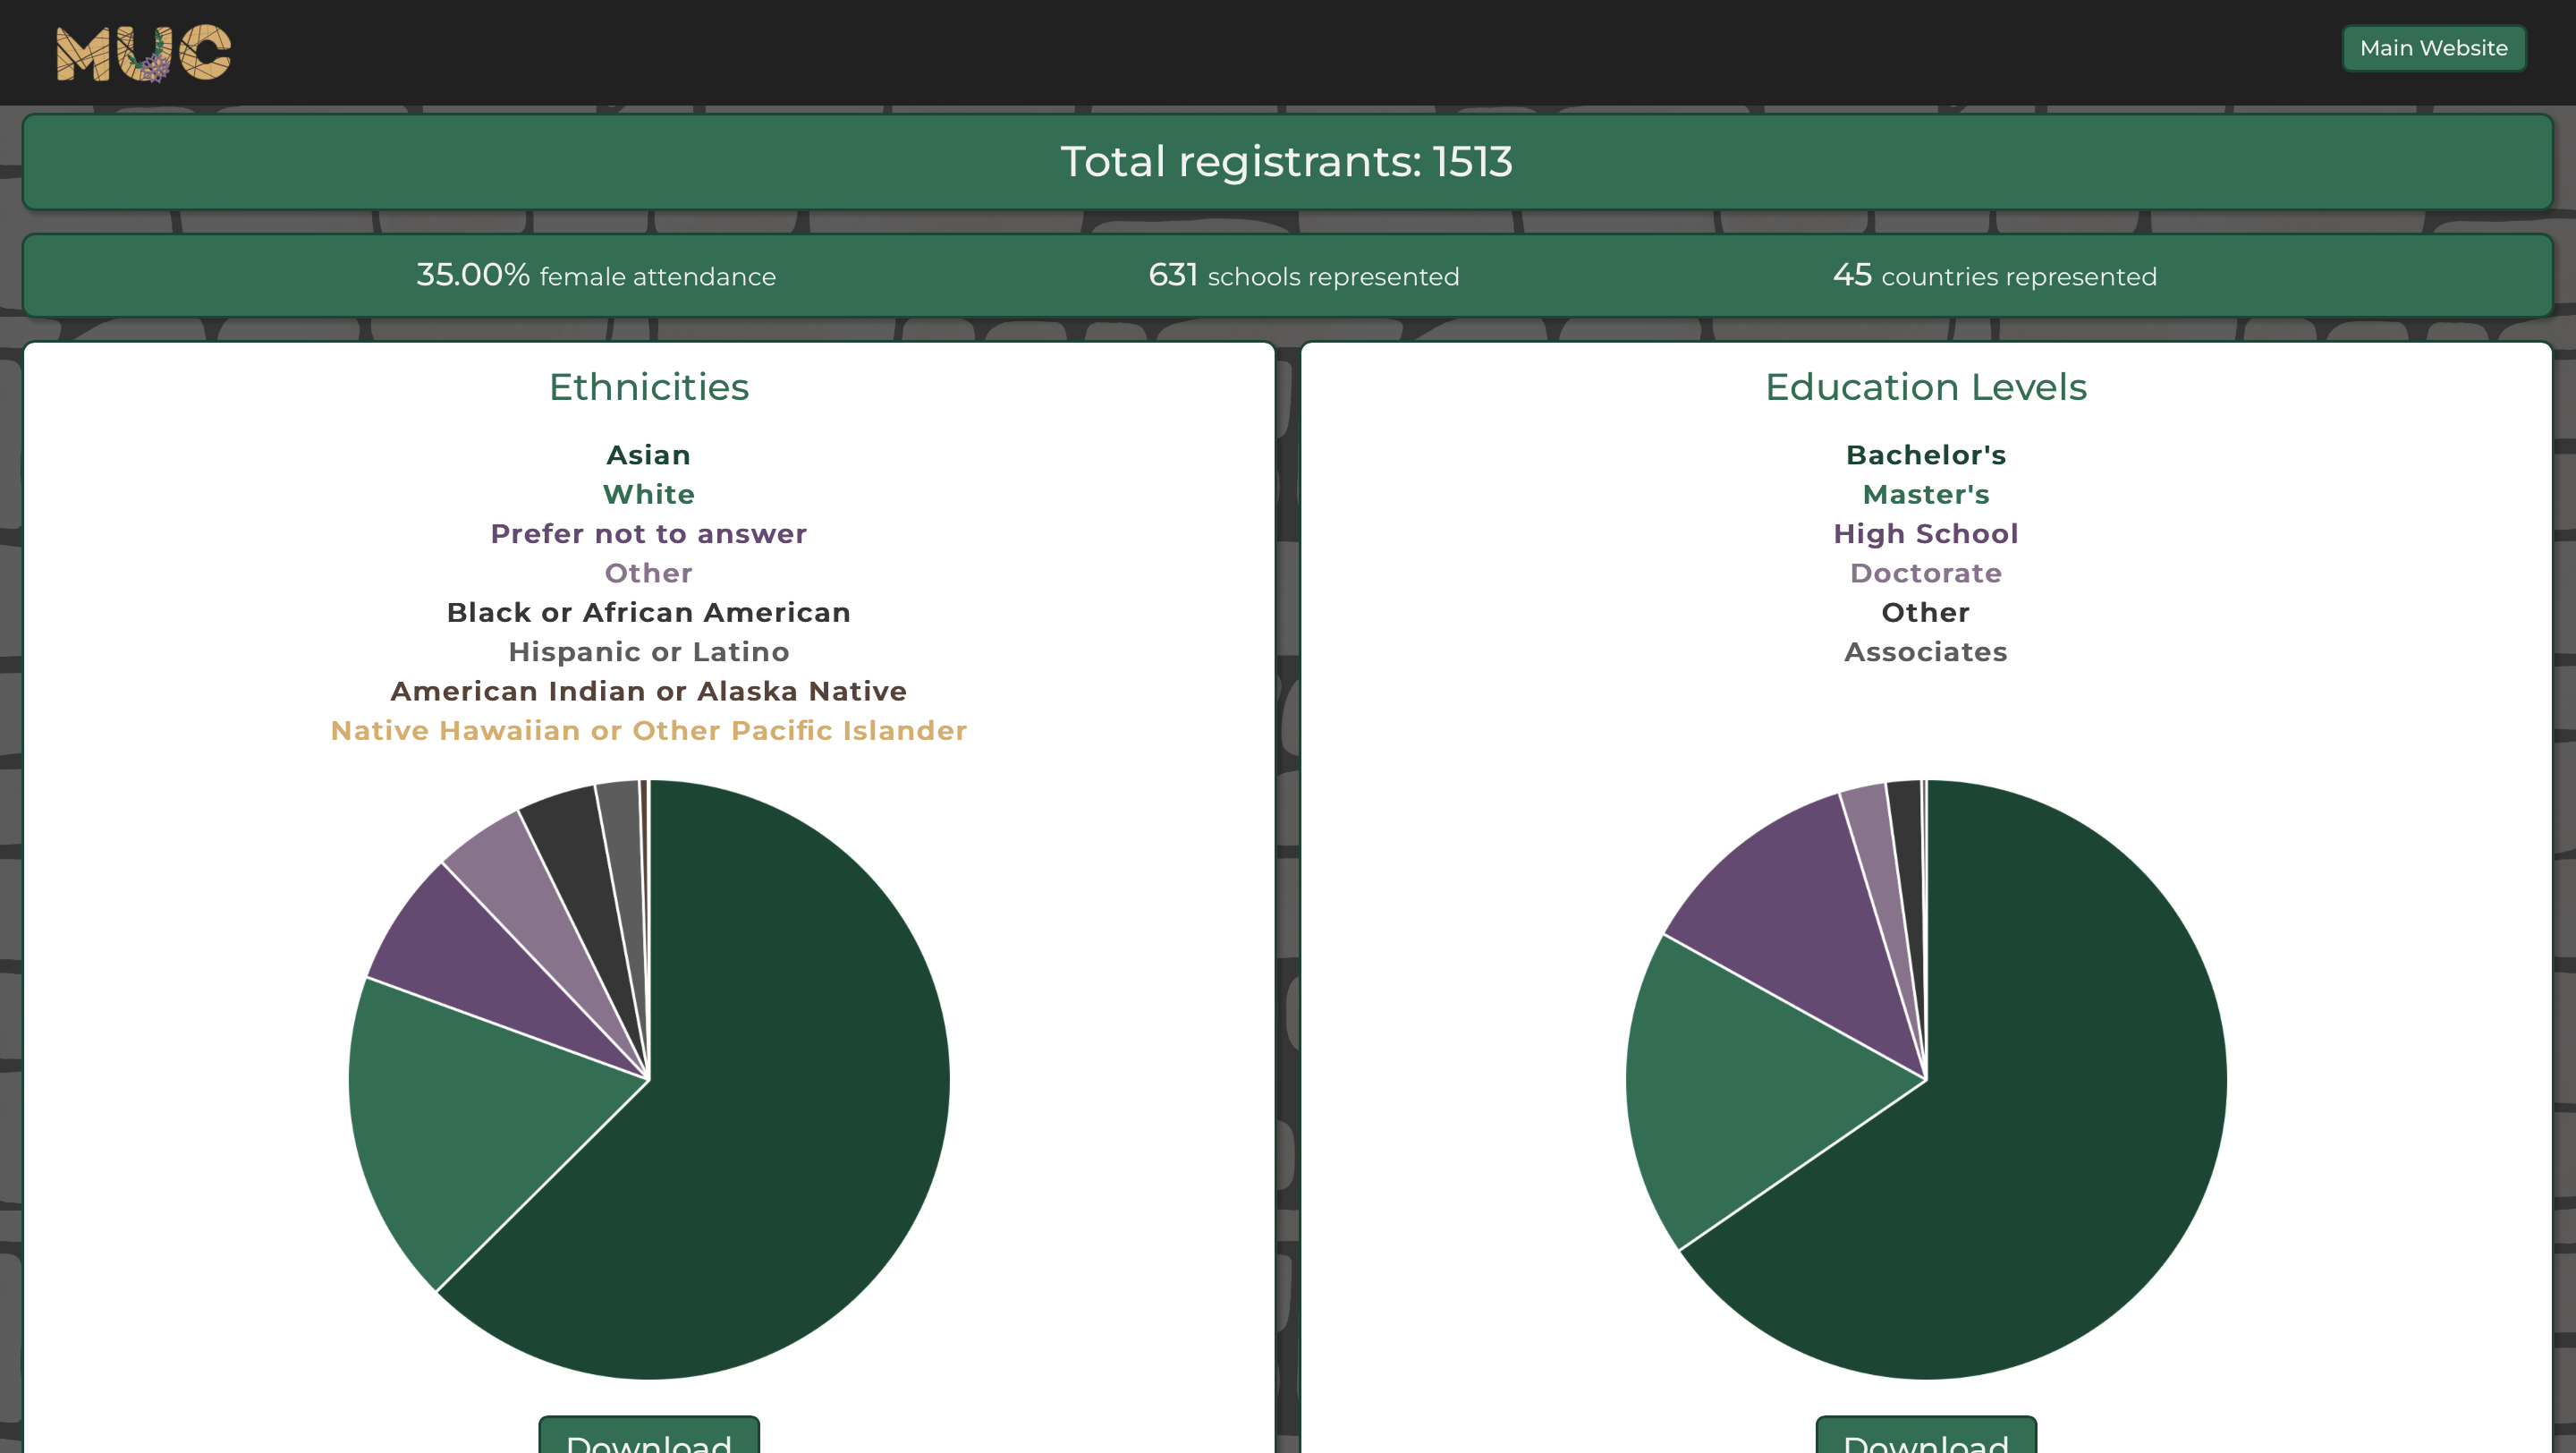 MUC
Main Website
Total registrants: 1513
35.00% female attendance
631 schools represented
45 countries represented
Ethnicities
Asian
White
Prefer not to answer
Other
Black or African American
Hispanic or Latino
American Indian or Alaska Native
Native Hawaiian or Other Pacific Islander
Download
Education Levels
Bachelor's
Master's
High School
Doctorate
Other
Associates
Download